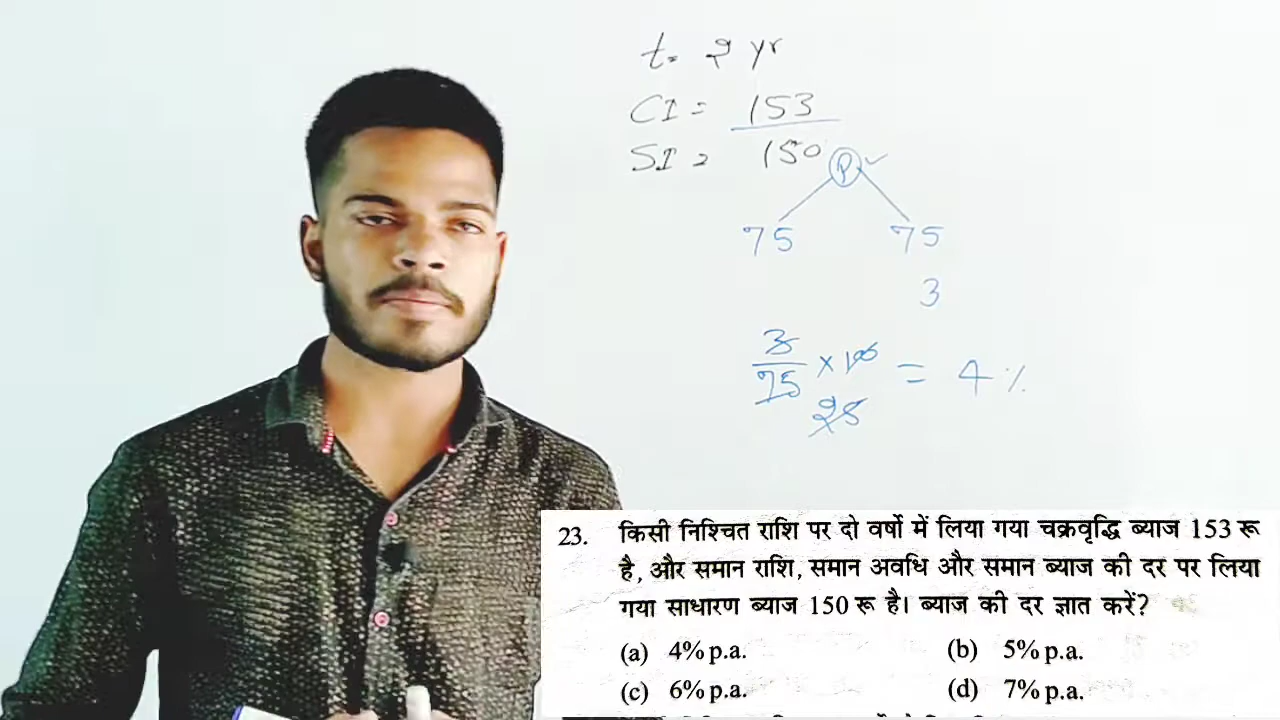 t = 2 yr
CI = 153
SI = 150 P ✓
75 75
3
3/75 × 100 = 4 %
25
23. किसी निश्चित राशि पर दो वर्षो में लिया गया चक्रवृद्धि ब्याज 153 रू
है, और समान राशि, समान अवधि और समान ब्याज की दर पर लिया
गया साधारण ब्याज 150 रू है। ब्याज की दर ज्ञात करें?
(a) 4% p.a. (b) 5% p.a.
(c) 6% p.a. (d) 7% p.a.